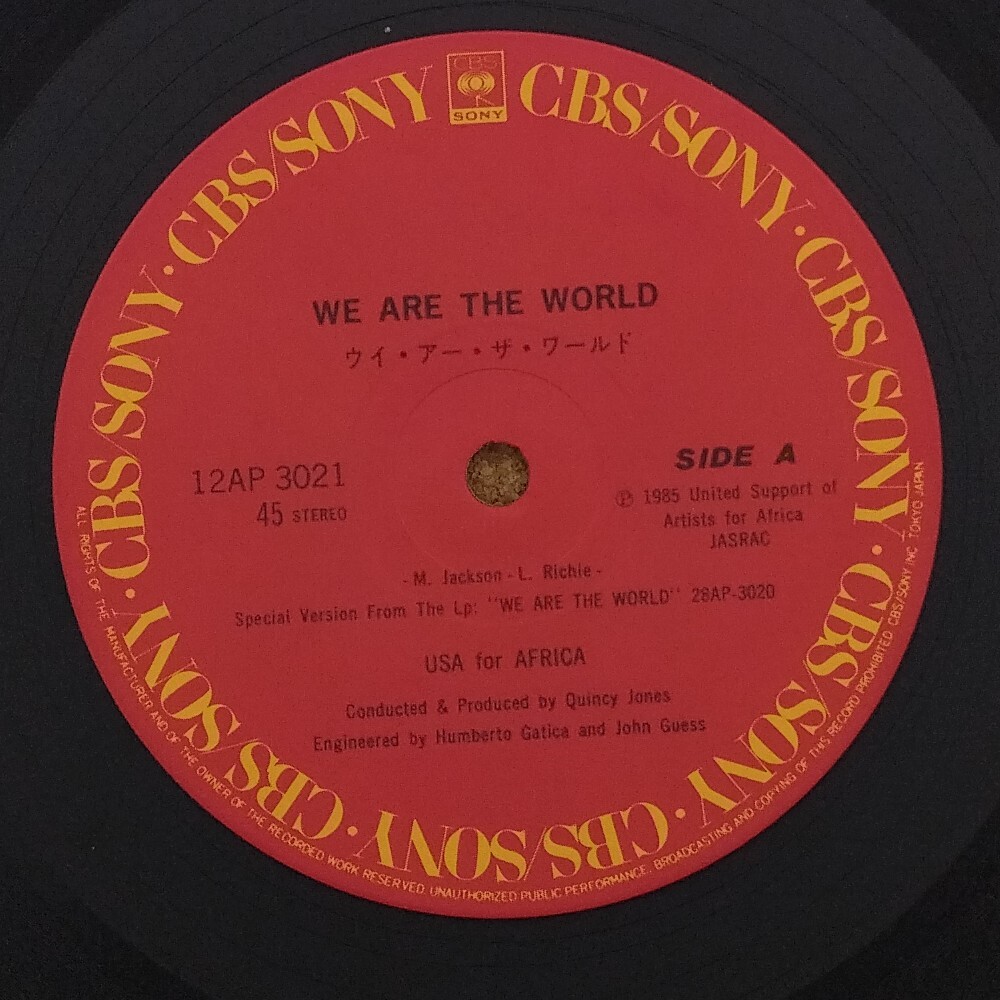 CBS
SONY
CBS/SONY · CBS/SONY · CBS/SONY · CBS/SONY · CBS/SONY · CBS/SONY · CBS/SONY · CBS/SONY
WE ARE THE WORLD
ウイ・アー・ザ・ワールド
12AP 3021
45 STEREO
SIDE A
Ⓟ 1985 United Support of
Artists for Africa
JASRAC
- M. Jackson - L. Richie -
Special Version From The Lp: "WE ARE THE WORLD" 28AP-3020
USA for AFRICA
Conducted & Produced by Quincy Jones
Engineered by Humberto Gatica and John Guess
ALL RIGHTS OF THE MANUFACTURER AND OF THE OWNER OF THE RECORDED WORK RESERVED. UNAUTHORIZED PUBLIC PERFORMANCE, BROADCASTING AND COPYING OF THIS RECORD PROHIBITED CBS/SONY INC. TOKYO JAPAN